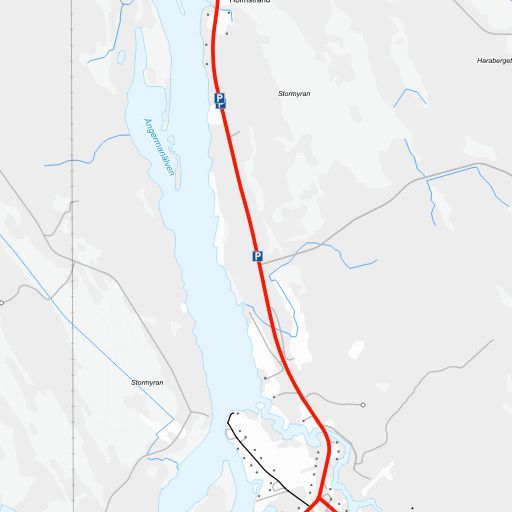 Holmstrand
Haraberget
Stormyran
P
P
Ångermanälven
P
Stormyran